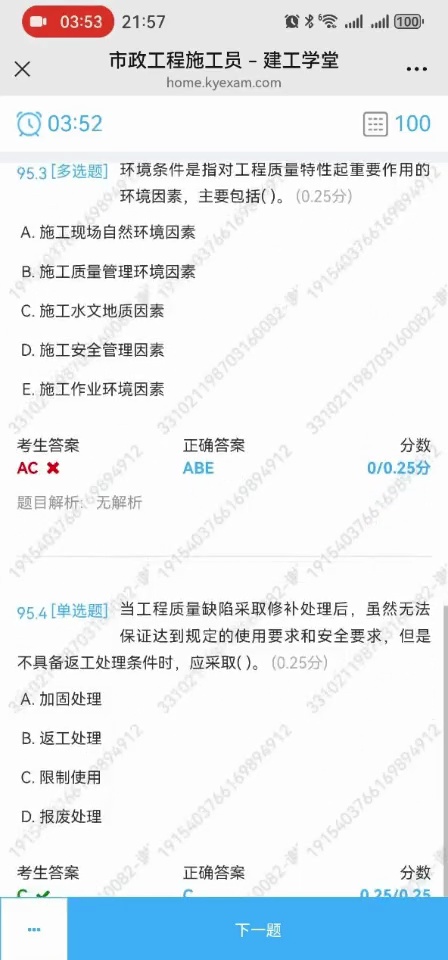 03:53 21:57 6 100
市政工程施工员 – 建工学堂
home.kyexam.com
03:52 100
95.3 [多选题] 环境条件是指对工程质量特性起重要作用的
环境因素，主要包括( )。(0.25分)
A. 施工现场自然环境因素
B. 施工质量管理环境因素
C. 施工水文地质因素
D. 施工安全管理因素
E. 施工作业环境因素
考生答案 正确答案 分数
AC ABE 0/0.25分
题目解析：无解析
95.4 [单选题] 当工程质量缺陷采取修补处理后，虽然无法
保证达到规定的使用要求和安全要求，但是
不具备返工处理条件时，应采取( )。(0.25分)
A. 加固处理
B. 返工处理
C. 限制使用
D. 报废处理
考生答案 正确答案 分数
C C 0.25/0.25
下一题